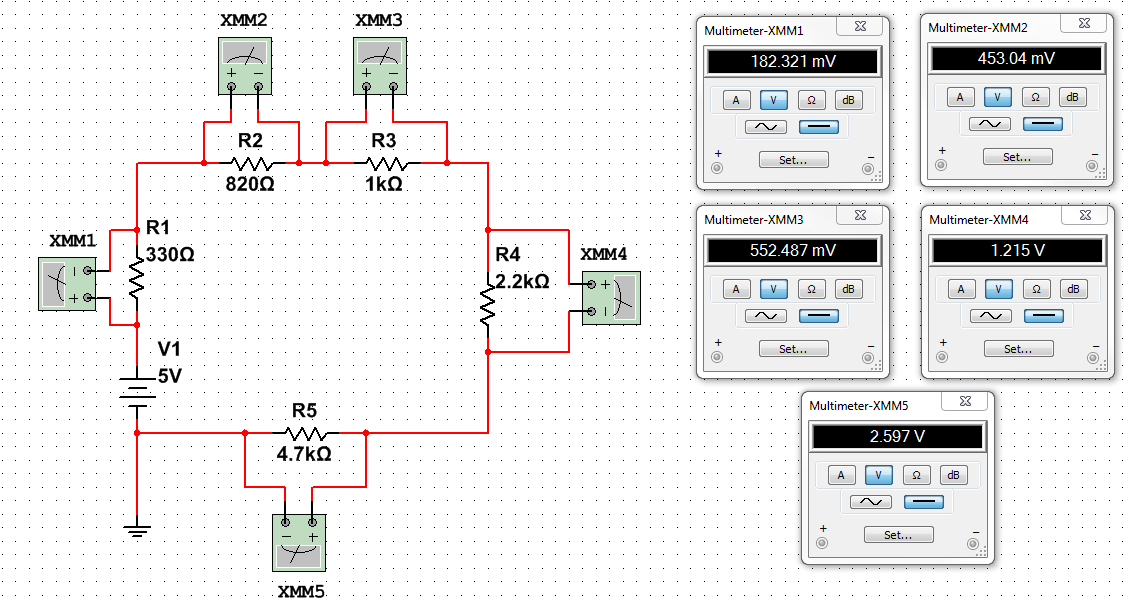 XMM2
XMM3
R2
R3
820Ω
1kΩ
R1
XMM1
330Ω
R4
XMM4
2.2kΩ
V1
5V
R5
4.7kΩ
XMM5
Multimeter-XMM1
182.321 mV
A V Ω dB
+ Set... −
Multimeter-XMM2
453.04 mV
A V Ω dB
+ Set... −
Multimeter-XMM3
552.487 mV
A V Ω dB
+ Set... −
Multimeter-XMM4
1.215 V
A V Ω dB
+ Set... −
Multimeter-XMM5
2.597 V
A V Ω dB
+ Set... −